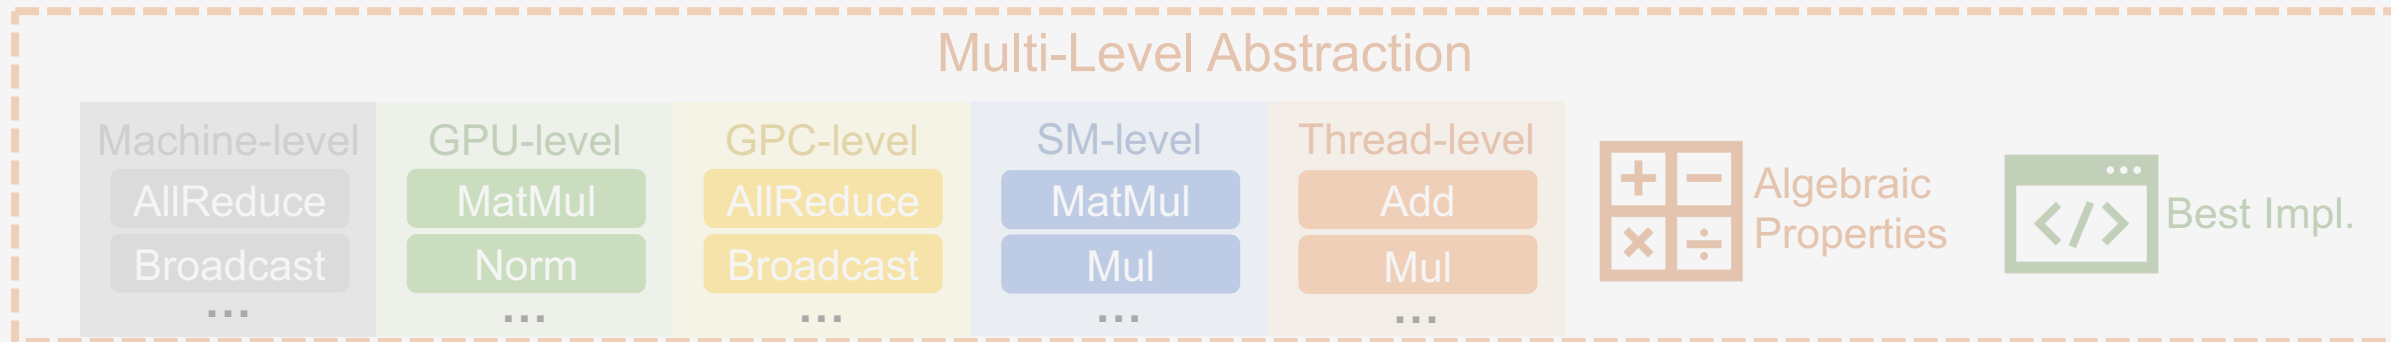 Multi-Level Abstraction
Machine-level
AllReduce
Broadcast
...
GPU-level
MatMul
Norm
...
GPC-level
AllReduce
Broadcast
...
SM-level
MatMul
Mul
...
Thread-level
Add
Mul
...
Algebraic
Properties
</>
Best Impl.